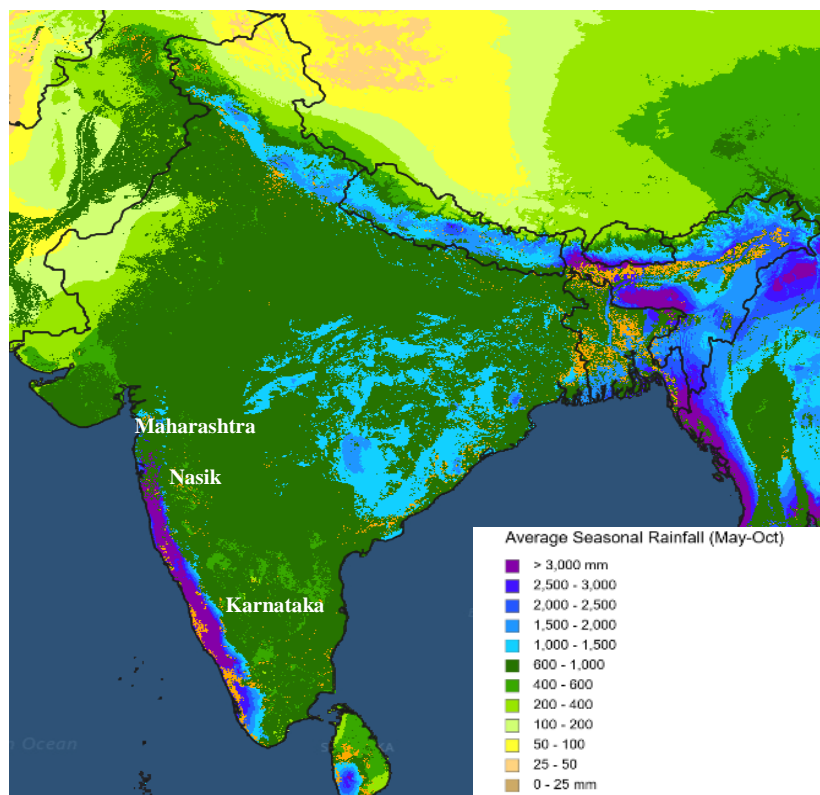 Maharashtra
Nasik
Karnataka
Ocean
Average Seasonal Rainfall (May-Oct)
> 3,000 mm
2,500 - 3,000
2,000 - 2,500
1,500 - 2,000
1,000 - 1,500
600 - 1,000
400 - 600
200 - 400
100 - 200
50 - 100
25 - 50
0 - 25 mm